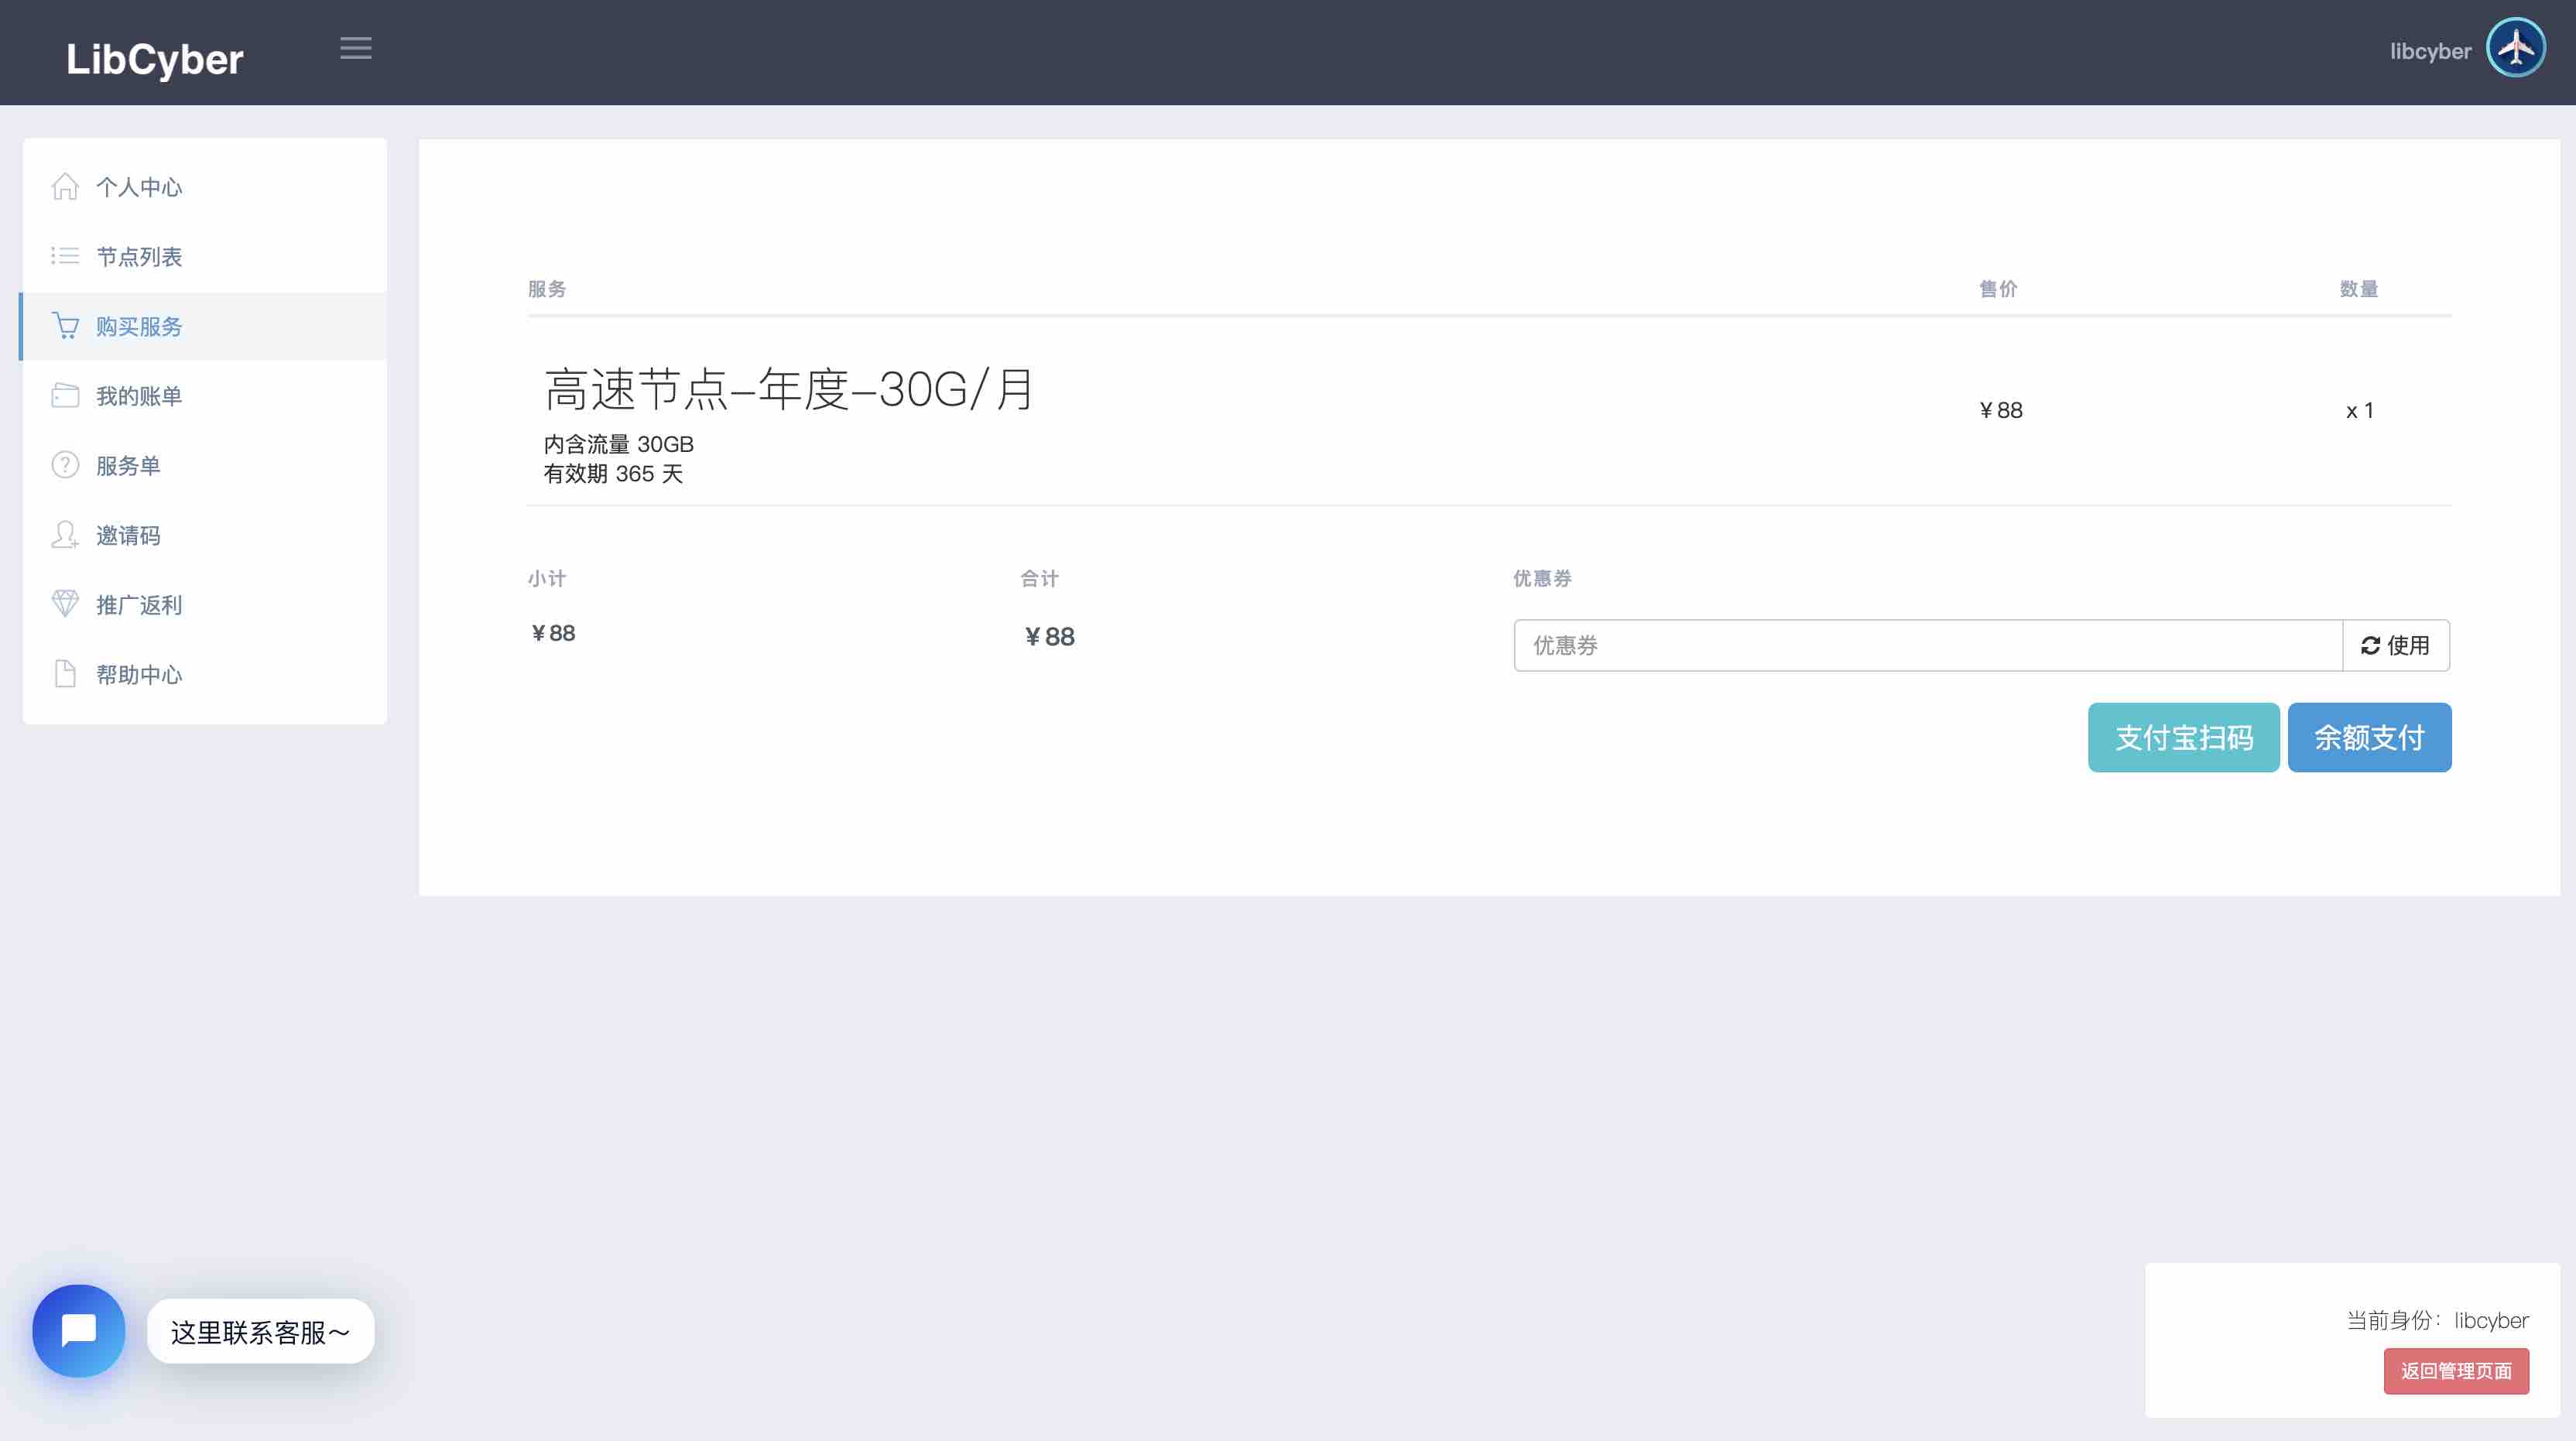 LibCyber
libcyber
个人中心
节点列表
购买服务
我的账单
服务单
邀请码
推广返利
帮助中心
服务 售价 数量
高速节点-年度-30G/月
内含流量 30GB
有效期 365 天
¥ 88 x 1
小计 合计 优惠券
¥ 88 ¥ 88
优惠券 使用
支付宝扫码 余额支付
这里联系客服～
当前身份：libcyber
返回管理页面